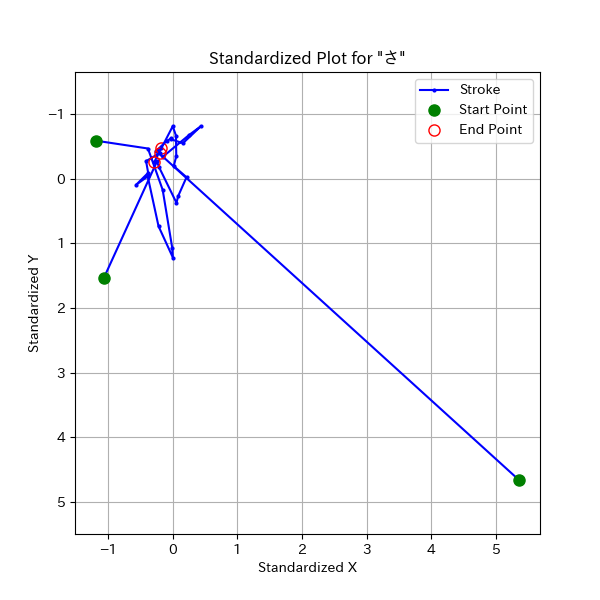 Standardized Plot for "さ"
Stroke
Start Point
End Point
Standardized Y
−1
0
1
2
3
4
5
−1 0 1 2 3 4 5
Standardized X